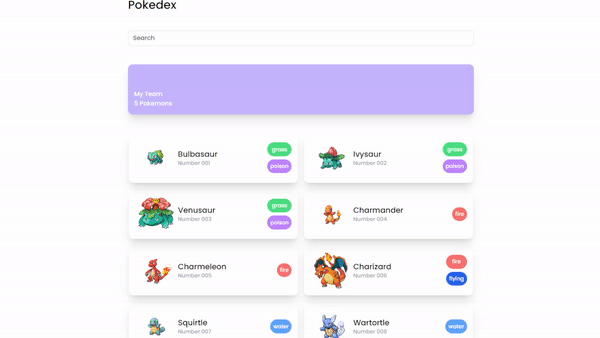 Pokedex
Search
My Team
5 Pokemons
Bulbasaur
Number 001
grass
poison
Ivysaur
Number 002
grass
poison
Venusaur
Number 003
grass
poison
Charmander
Number 004
fire
Charmeleon
Number 005
fire
Charizard
Number 006
fire
flying
Squirtle
Number 007
water
Wartortle
Number 008
water